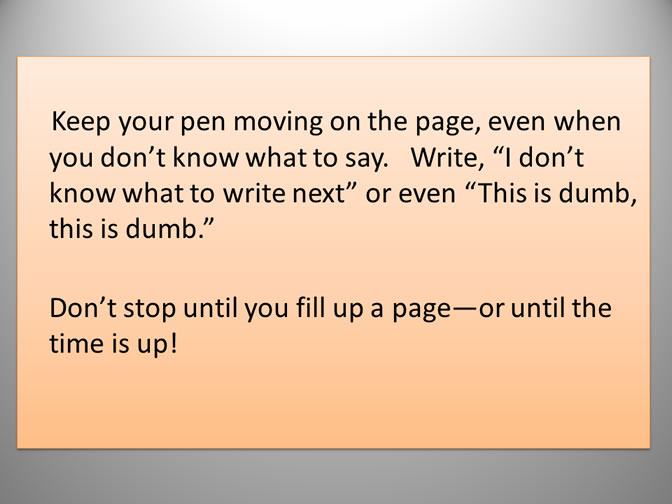 Keep your pen moving on the page, even when
you don’t know what to say.   Write, “I don’t
know what to write next” or even “This is dumb,
this is dumb.”
Don’t stop until you fill up a page—or until the
time is up!